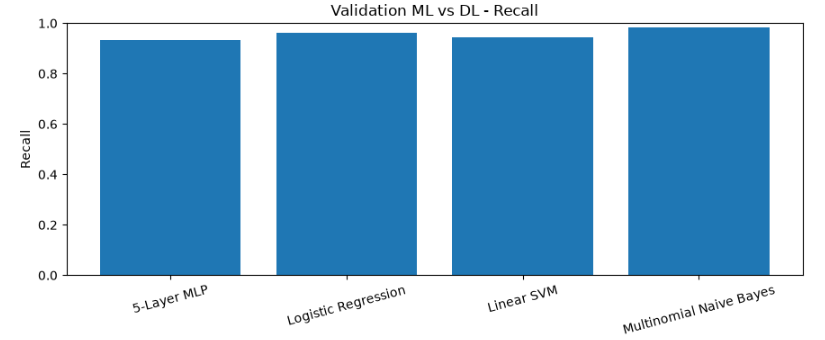 Validation ML vs DL - Recall
Recall
1.0
0.8
0.6
0.4
0.2
0.0
5-Layer MLP
Logistic Regression
Linear SVM
Multinomial Naive Bayes